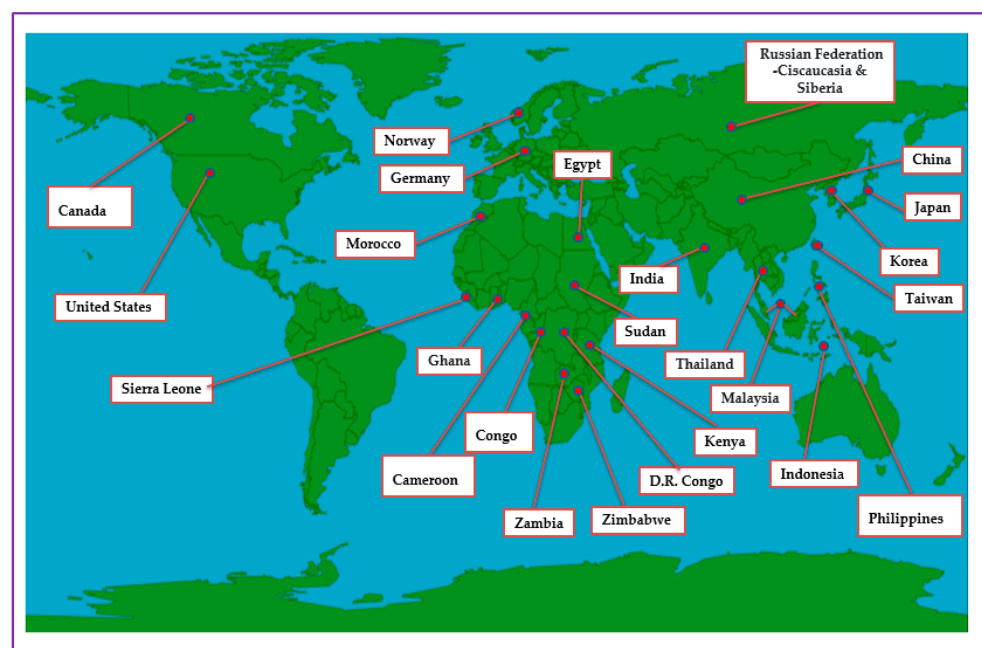 Russian Federation
-Ciscaucasia &
Siberia
Norway
Egypt
China
Germany
Canada
Japan
Morocco
Korea
India
United States
Taiwan
Sudan
Ghana
Thailand
Sierra Leone
Malaysia
Congo
Kenya
Cameroon
D.R. Congo
Indonesia
Zambia
Zimbabwe
Philippines